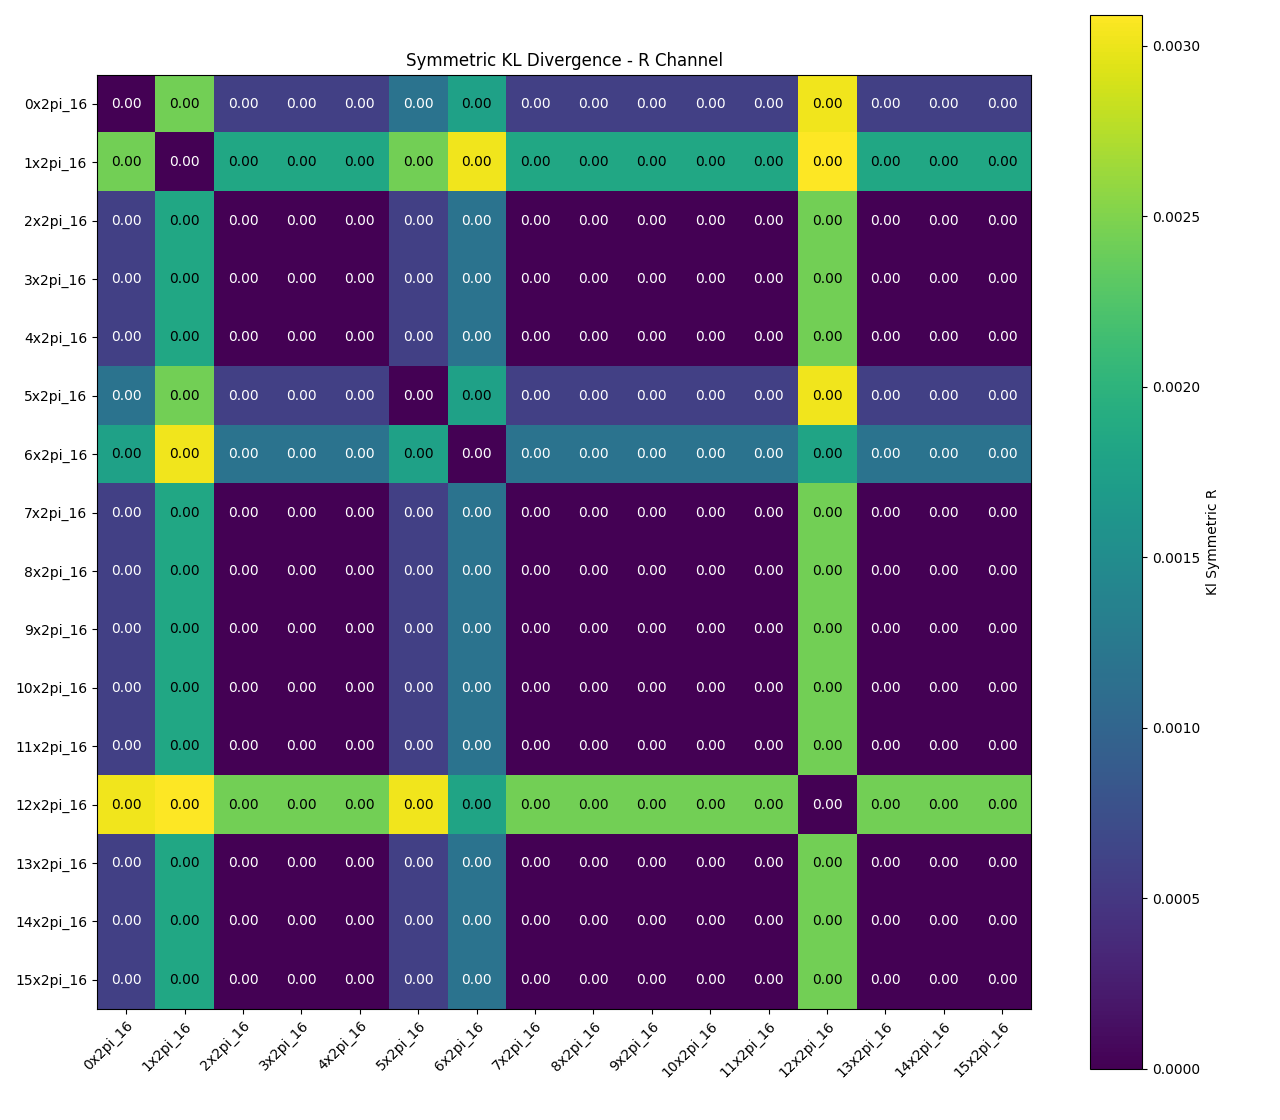 Symmetric KL Divergence - R Channel
0x2pi_16 0.00 0.00 0.00 0.00 0.00 0.00 0.00 0.00 0.00 0.00 0.00 0.00 0.00 0.00 0.00 0.00
1x2pi_16 0.00 0.00 0.00 0.00 0.00 0.00 0.00 0.00 0.00 0.00 0.00 0.00 0.00 0.00 0.00 0.00
2x2pi_16 0.00 0.00 0.00 0.00 0.00 0.00 0.00 0.00 0.00 0.00 0.00 0.00 0.00 0.00 0.00 0.00
3x2pi_16 0.00 0.00 0.00 0.00 0.00 0.00 0.00 0.00 0.00 0.00 0.00 0.00 0.00 0.00 0.00 0.00
4x2pi_16 0.00 0.00 0.00 0.00 0.00 0.00 0.00 0.00 0.00 0.00 0.00 0.00 0.00 0.00 0.00 0.00
5x2pi_16 0.00 0.00 0.00 0.00 0.00 0.00 0.00 0.00 0.00 0.00 0.00 0.00 0.00 0.00 0.00 0.00
6x2pi_16 0.00 0.00 0.00 0.00 0.00 0.00 0.00 0.00 0.00 0.00 0.00 0.00 0.00 0.00 0.00 0.00
7x2pi_16 0.00 0.00 0.00 0.00 0.00 0.00 0.00 0.00 0.00 0.00 0.00 0.00 0.00 0.00 0.00 0.00
8x2pi_16 0.00 0.00 0.00 0.00 0.00 0.00 0.00 0.00 0.00 0.00 0.00 0.00 0.00 0.00 0.00 0.00
9x2pi_16 0.00 0.00 0.00 0.00 0.00 0.00 0.00 0.00 0.00 0.00 0.00 0.00 0.00 0.00 0.00 0.00
10x2pi_16 0.00 0.00 0.00 0.00 0.00 0.00 0.00 0.00 0.00 0.00 0.00 0.00 0.00 0.00 0.00 0.00
11x2pi_16 0.00 0.00 0.00 0.00 0.00 0.00 0.00 0.00 0.00 0.00 0.00 0.00 0.00 0.00 0.00 0.00
12x2pi_16 0.00 0.00 0.00 0.00 0.00 0.00 0.00 0.00 0.00 0.00 0.00 0.00 0.00 0.00 0.00 0.00
13x2pi_16 0.00 0.00 0.00 0.00 0.00 0.00 0.00 0.00 0.00 0.00 0.00 0.00 0.00 0.00 0.00 0.00
14x2pi_16 0.00 0.00 0.00 0.00 0.00 0.00 0.00 0.00 0.00 0.00 0.00 0.00 0.00 0.00 0.00 0.00
15x2pi_16 0.00 0.00 0.00 0.00 0.00 0.00 0.00 0.00 0.00 0.00 0.00 0.00 0.00 0.00 0.00 0.00
0x2pi_16 1x2pi_16 2x2pi_16 3x2pi_16 4x2pi_16 5x2pi_16 6x2pi_16 7x2pi_16 8x2pi_16 9x2pi_16 10x2pi_16 11x2pi_16 12x2pi_16 13x2pi_16 14x2pi_16 15x2pi_16
0.0030
0.0025
0.0020
0.0015
0.0010
0.0005
0.0000
Kl Symmetric R